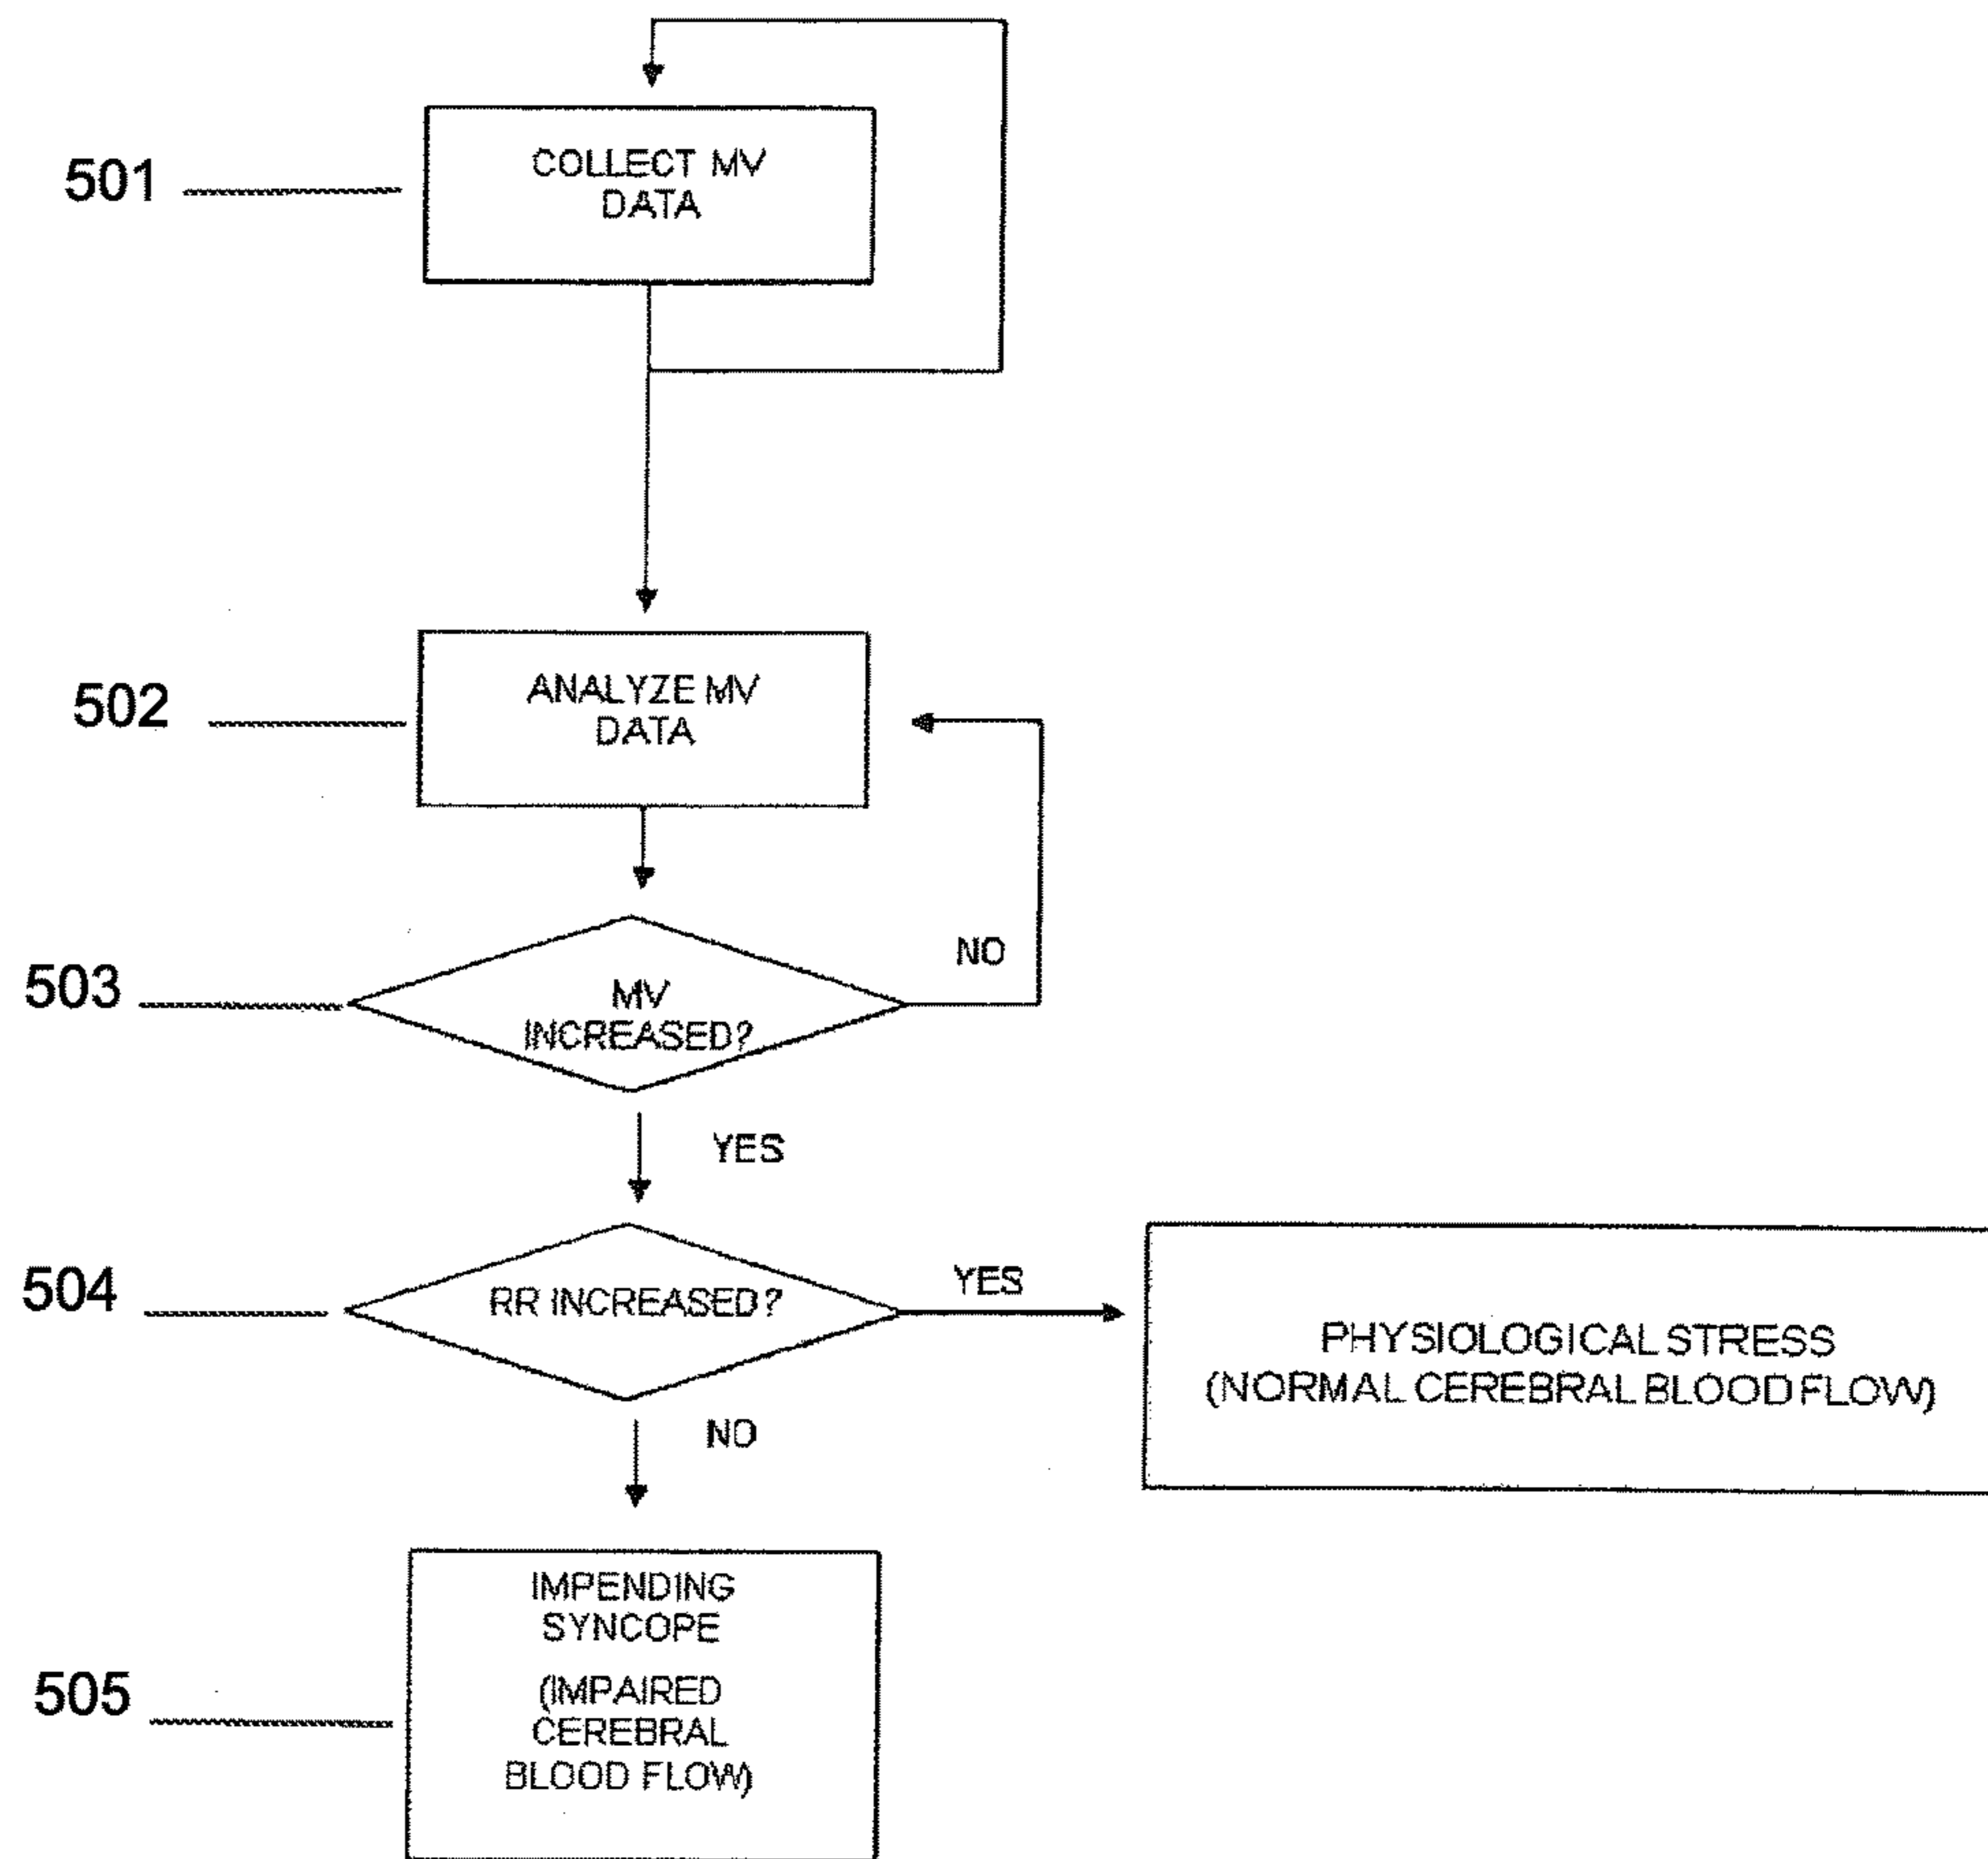 501
COLLECT MV
DATA
502
ANALYZE MV
DATA
503
MV
INCREASED?
NO
YES
504
RR INCREASED?
YES
PHYSIOLOGICAL STRESS
(NORMAL CEREBRAL BLOOD FLOW)
NO
505
IMPENDING
SYNCOPE
(IMPAIRED
CEREBRAL
BLOOD FLOW)